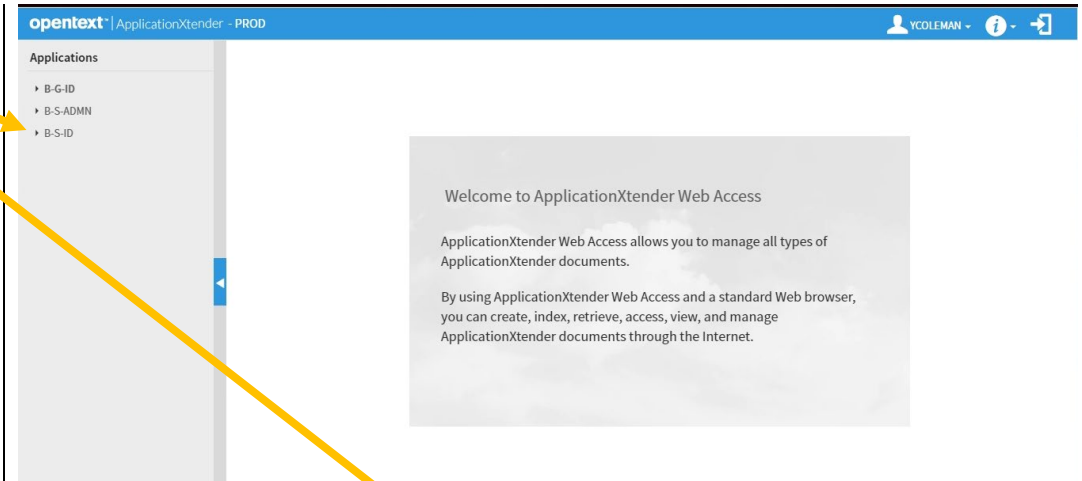 opentext™ | ApplicationXtender - PROD
YCOLEMAN
i
Applications
B-G-ID
B-S-ADMN
B-S-ID
Welcome to ApplicationXtender Web Access
ApplicationXtender Web Access allows you to manage all types of
ApplicationXtender documents.
By using ApplicationXtender Web Access and a standard Web browser,
you can create, index, retrieve, access, view, and manage
ApplicationXtender documents through the Internet.